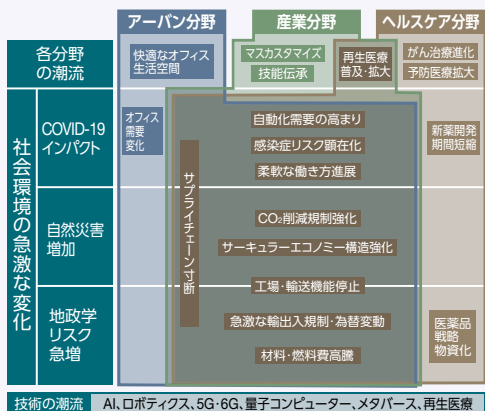 アーバン分野
産業分野
ヘルスケア分野
各分野
の潮流
快適なオフィス
生活空間
マスカスタマイズ
技能伝承
再生医療
普及・拡大
がん治療進化
予防医療拡大
社会環境の急激な変化
COVID-19
インパクト
オフィス
需要
変化
自動化需要の高まり
感染症リスク顕在化
柔軟な働き方進展
新薬開発
期間短縮
サプライチェーン寸断
自然災害
増加
CO₂削減規制強化
サーキュラーエコノミー構造強化
工場・輸送機能停止
地政学
リスク
急増
急激な輸出入規制・為替変動
材料・燃料費高騰
医薬品
戦略
物資化
技術の潮流 AI、ロボティクス、5G・6G、量子コンピューター、メタバース、再生医療